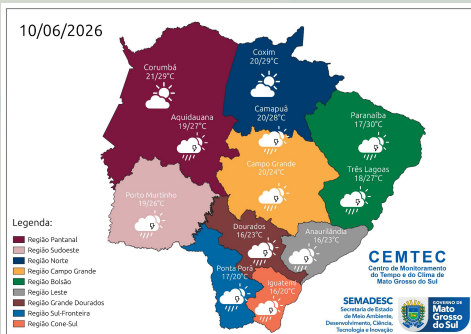 10/06/2026
Coxim
20/29°C
Corumbá
21/29°C
Camapuã
20/28°C
Aquidauana
19/27°C
Paranaíba
17/30°C
Campo Grande
20/24°C
Três Lagoas
18/27°C
Porto Murtinho
19/26°C
Dourados
16/23°C
Anaurilândia
16/23°C
Ponta Porã
17/20°C
Iguatemi
16/20°C
Legenda:
Região Pantanal
Região Sudoeste
Região Norte
Região Campo Grande
Região Bolsão
Região Leste
Região Grande Dourados
Região Sul-Fronteira
Região Cone-Sul
CEMTEC
Centro de Monitoramento
do Tempo e do Clima de
Mato Grosso do Sul
SEMADESC
Secretaria de Estado
de Meio Ambiente,
Desenvolvimento, Ciência,
Tecnologia e Inovação
GOVERNO DE
Mato
Grosso
do Sul